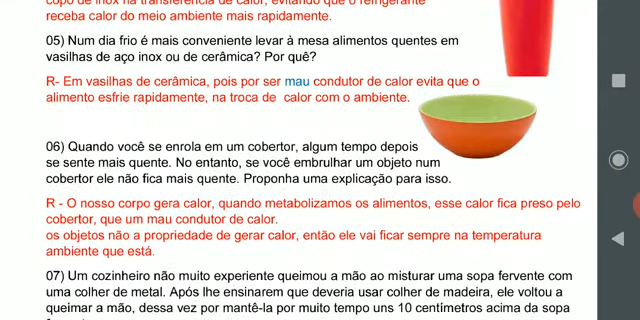 copo de inox na transferência de calor, evitando que o refrigerante
receba calor do meio ambiente mais rapidamente.
05) Num dia frio é mais conveniente levar à mesa alimentos quentes em
vasilhas de aço inox ou de cerâmica? Por quê?
R- Em vasilhas de cerâmica, pois por ser mau condutor de calor evita que o
alimento esfrie rapidamente, na troca de calor com o ambiente.
06) Quando você se enrola em um cobertor, algum tempo depois
se sente mais quente. No entanto, se você embrulhar um objeto num
cobertor ele não fica mais quente. Proponha uma explicação para isso.
R - O nosso corpo gera calor, quando metabolizamos os alimentos, esse calor fica preso pelo
cobertor, que um mau condutor de calor.
os objetos não a propriedade de gerar calor, então ele vai ficar sempre na temperatura
ambiente que está.
07) Um cozinheiro não muito experiente queimou a mão ao misturar uma sopa fervente com
uma colher de metal. Após lhe ensinarem que deveria usar colher de madeira, ele voltou a
queimar a mão, dessa vez por mantê-la por muito tempo uns 10 centímetros acima da sopa